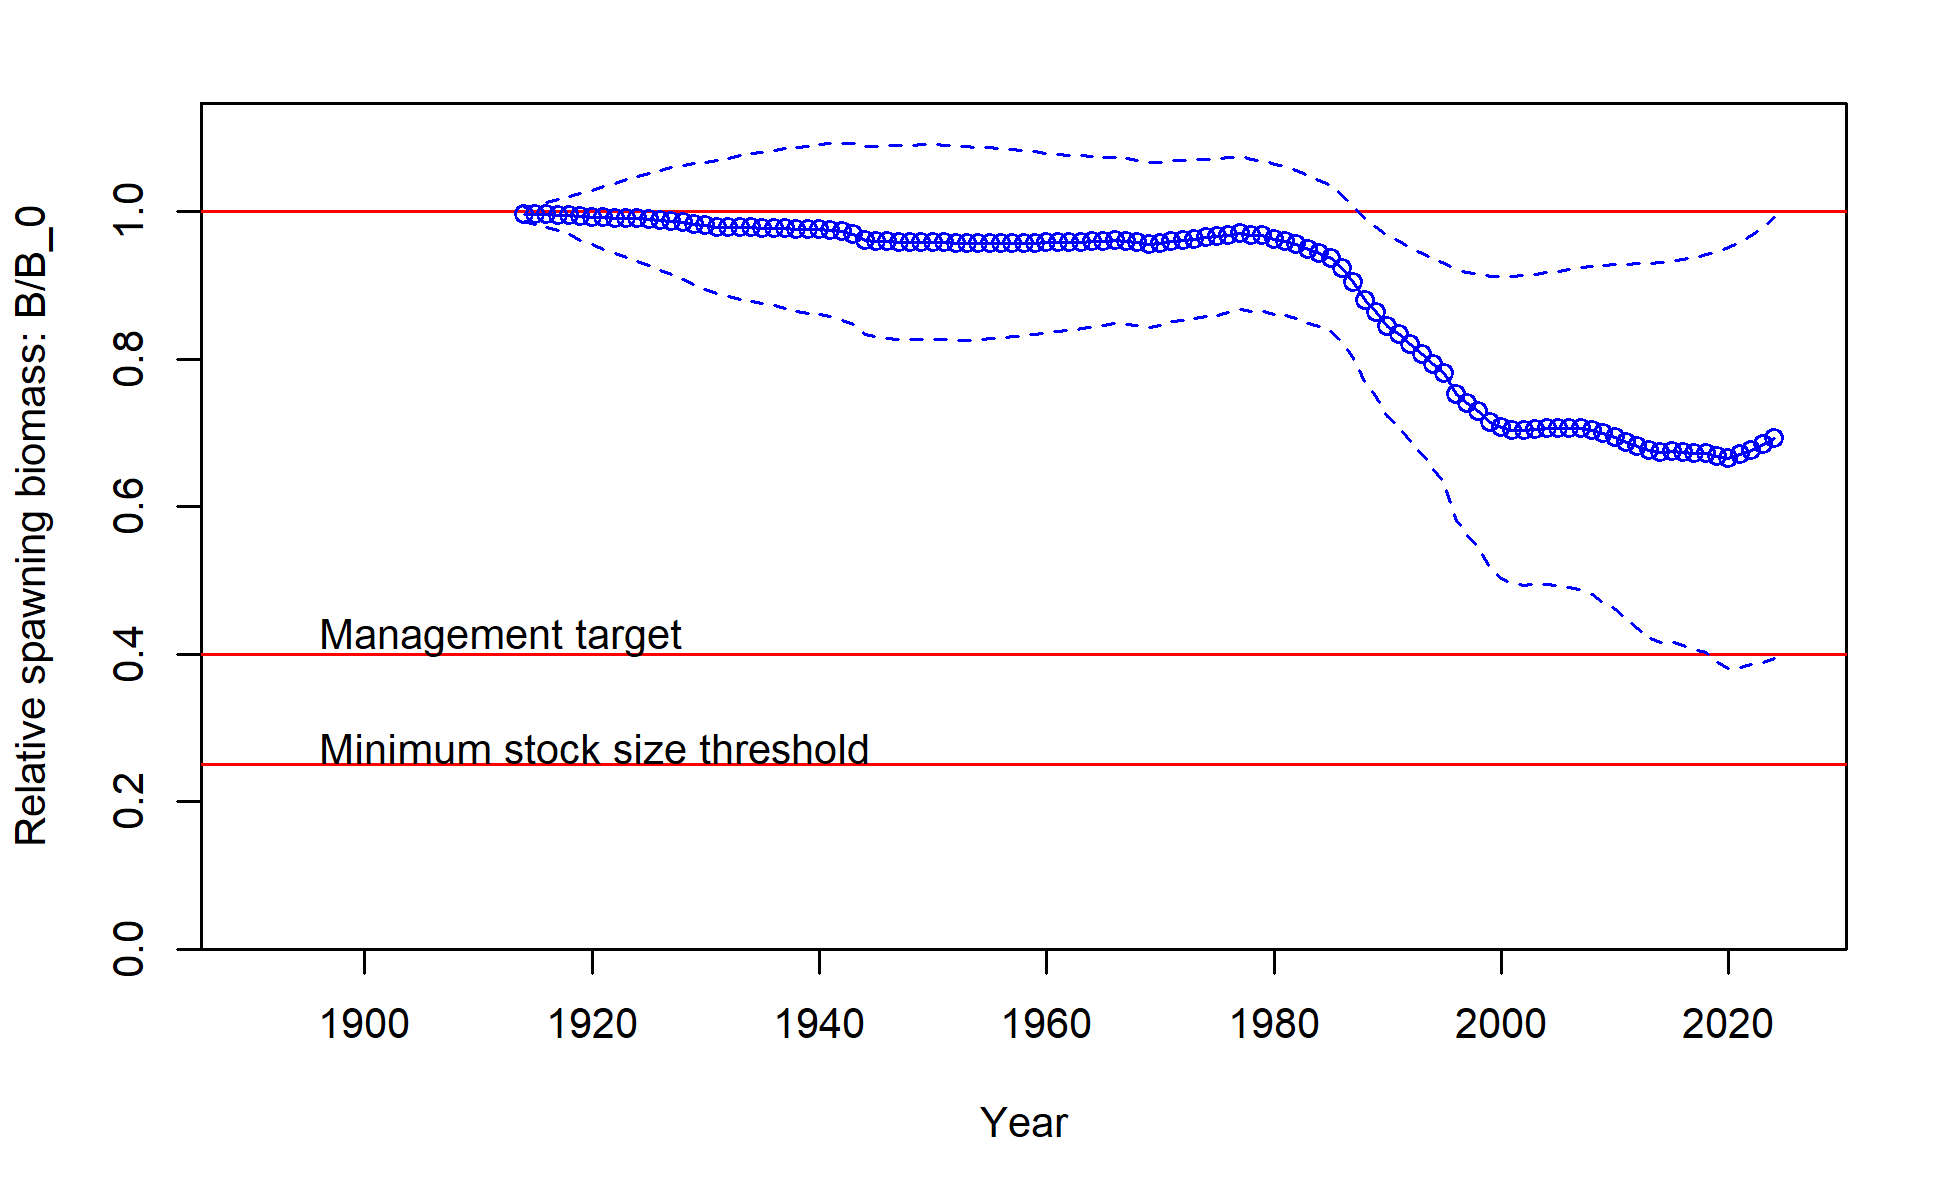 Relative spawning biomass: B/B_0
1.0
0.8
0.6
0.4
0.2
0.0
Management target
Minimum stock size threshold
1900 1920 1940 1960 1980 2000 2020
Year